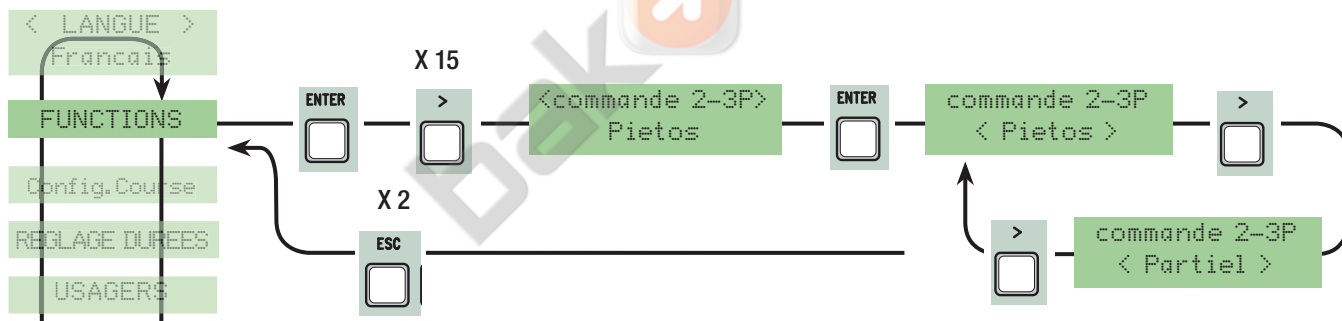 < LANGUE >
Francais
FUNCTIONS
Config.Course
REGLAGE DUREES
USAGERS
ENTER
X 15
>
<commande 2-3P>
Pietos
ENTER
commande 2-3P
< Pietos >
>
X 2
ESC
>
commande 2-3P
< Partiel >
bak